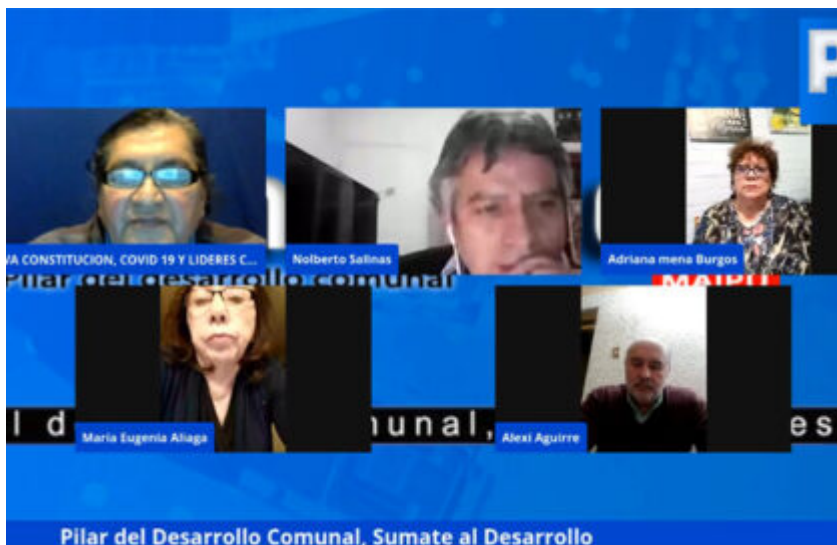 P
VA CONSTITUCION, COVID 19 Y LIDERES C...
Nolberto Salinas
Adriana mena Burgos
Pilar del desarrollo comunal
MAIPU
l d
munal,
es
Maria Eugenia Aliaga
Alexi Aguirre
Pilar del Desarrollo Comunal, Sumate al Desarrollo